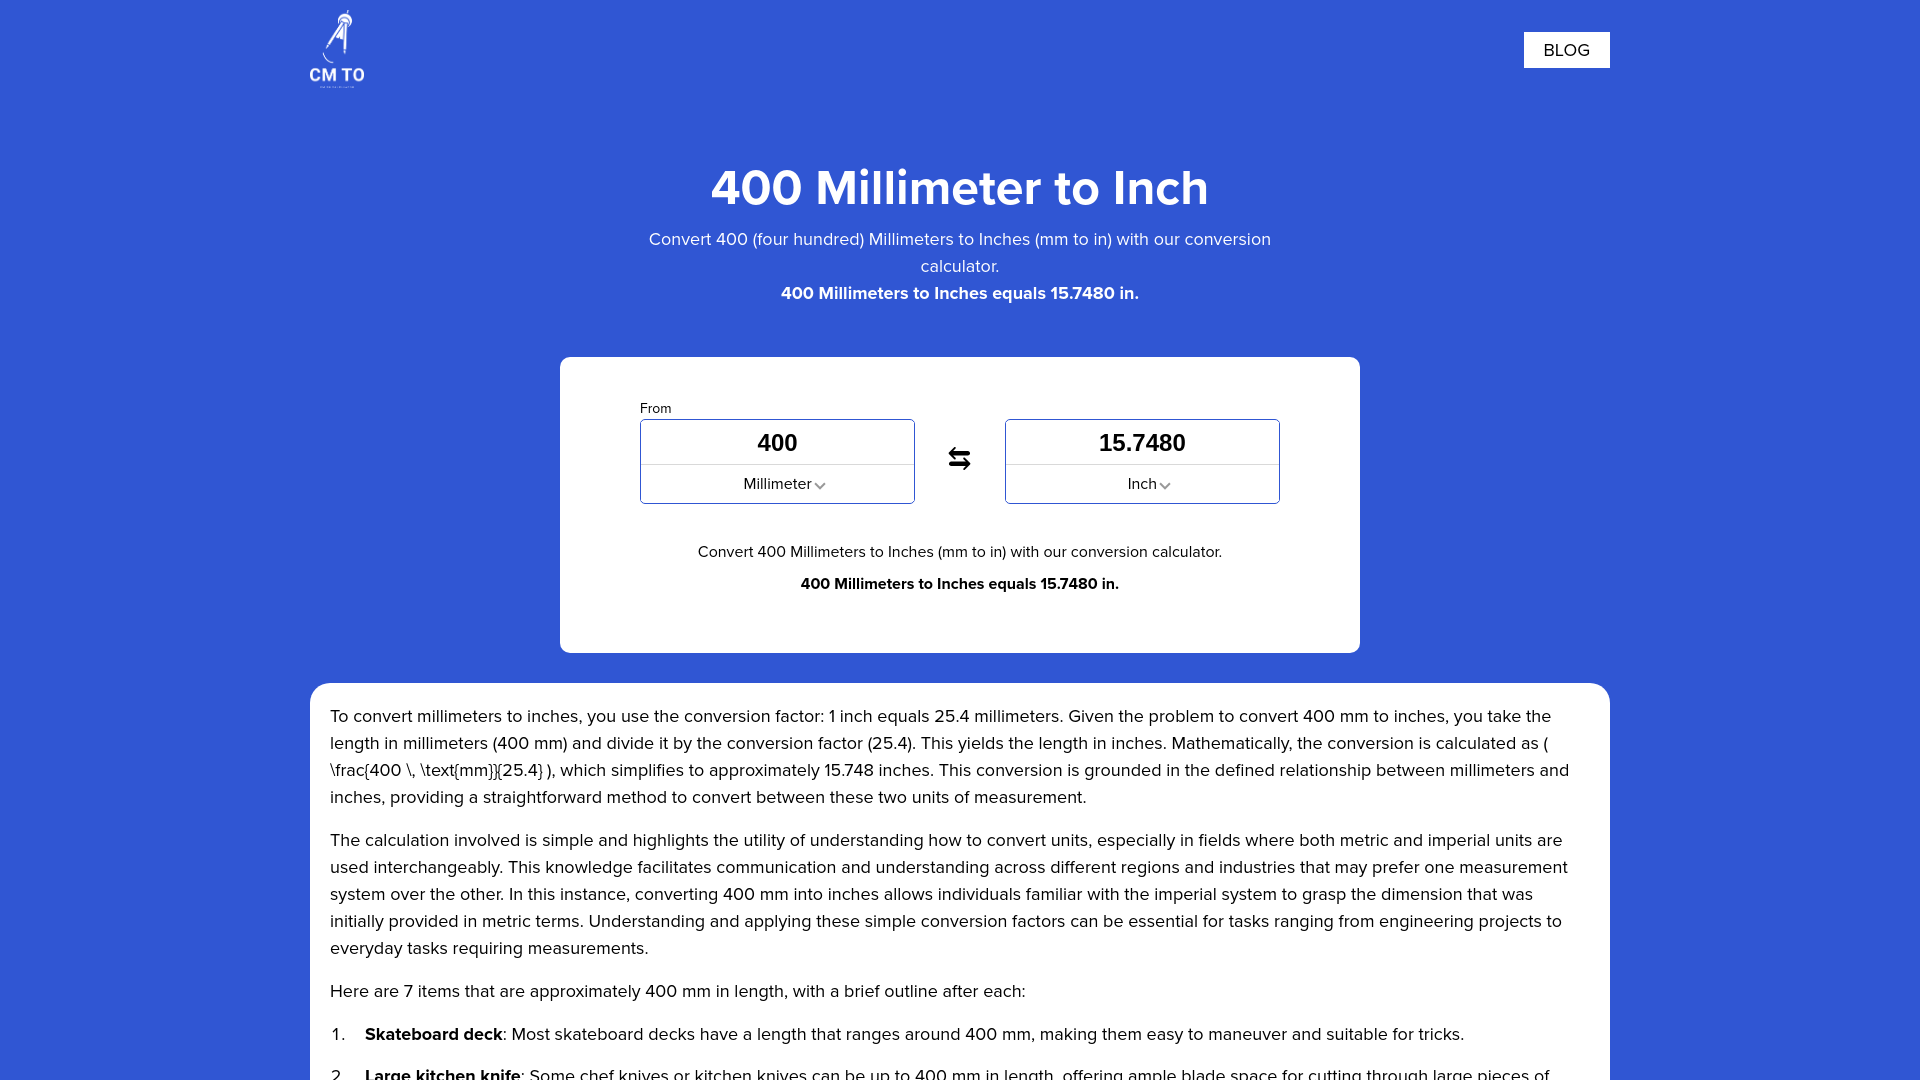 CM TO
BLOG
400 Millimeter to Inch
Convert 400 (four hundred) Millimeters to Inches (mm to in) with our conversion
calculator.
400 Millimeters to Inches equals 15.7480 in.
From
400
Millimeter
15.7480
Inch
Convert 400 Millimeters to Inches (mm to in) with our conversion calculator.
400 Millimeters to Inches equals 15.7480 in.
To convert millimeters to inches, you use the conversion factor: 1 inch equals 25.4 millimeters. Given the problem to convert 400 mm to inches, you take the
length in millimeters (400 mm) and divide it by the conversion factor (25.4). This yields the length in inches. Mathematically, the conversion is calculated as (
\frac{400 \, \text{mm}}{25.4} ), which simplifies to approximately 15.748 inches. This conversion is grounded in the defined relationship between millimeters and
inches, providing a straightforward method to convert between these two units of measurement.
The calculation involved is simple and highlights the utility of understanding how to convert units, especially in fields where both metric and imperial units are
used interchangeably. This knowledge facilitates communication and understanding across different regions and industries that may prefer one measurement
system over the other. In this instance, converting 400 mm into inches allows individuals familiar with the imperial system to grasp the dimension that was
initially provided in metric terms. Understanding and applying these simple conversion factors can be essential for tasks ranging from engineering projects to
everyday tasks requiring measurements.
Here are 7 items that are approximately 400 mm in length, with a brief outline after each:
1. Skateboard deck: Most skateboard decks have a length that ranges around 400 mm, making them easy to maneuver and suitable for tricks.
2. Large kitchen knife: Some chef knives or kitchen knives can be up to 400 mm in length, offering ample blade space for cutting through large pieces of